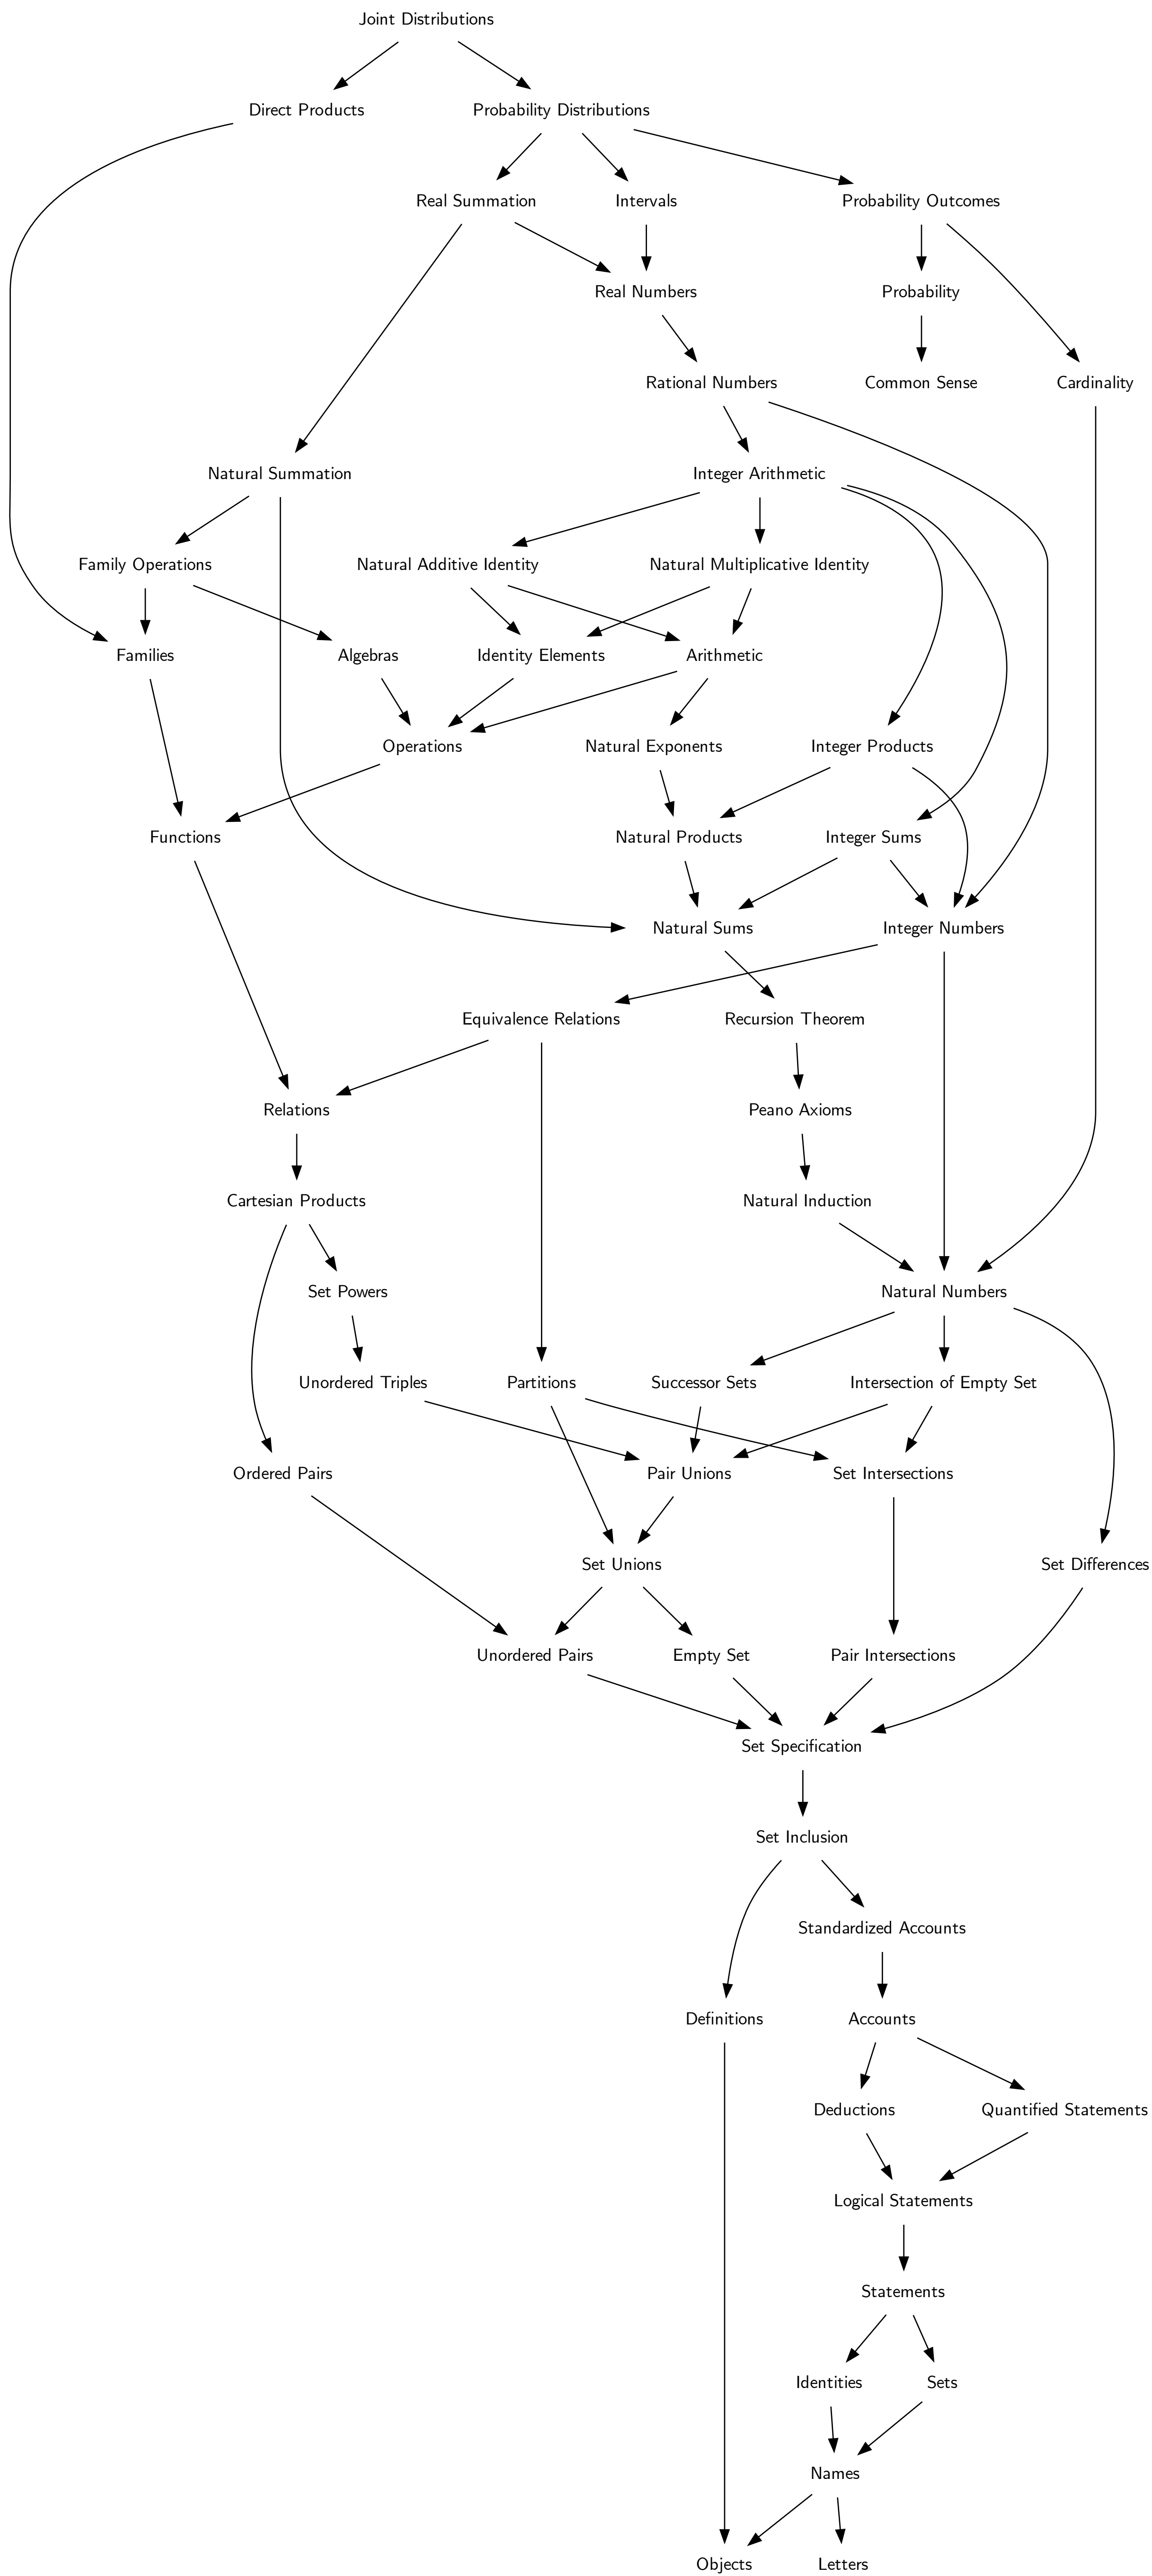 Joint Distributions
Direct Products
Probability Distributions
Real Summation
Intervals
Probability Outcomes
Real Numbers
Probability
Rational Numbers
Common Sense
Cardinality
Natural Summation
Integer Arithmetic
Family Operations
Natural Additive Identity
Natural Multiplicative Identity
Families
Algebras
Identity Elements
Arithmetic
Operations
Natural Exponents
Integer Products
Functions
Natural Products
Integer Sums
Natural Sums
Integer Numbers
Equivalence Relations
Recursion Theorem
Relations
Peano Axioms
Cartesian Products
Natural Induction
Set Powers
Natural Numbers
Unordered Triples
Partitions
Successor Sets
Intersection of Empty Set
Ordered Pairs
Pair Unions
Set Intersections
Set Unions
Set Differences
Unordered Pairs
Empty Set
Pair Intersections
Set Specification
Set Inclusion
Standardized Accounts
Definitions
Accounts
Deductions
Quantified Statements
Logical Statements
Statements
Identities
Sets
Names
Objects
Letters